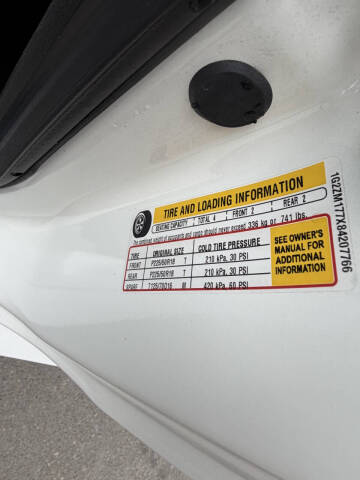 TIRE AND LOADING INFORMATION
SEATING CAPACITY TOTAL 4 FRONT 2 REAR 2
The combined weight of occupants and cargo should never exceed 336 kg or 741 lbs.
TIRE ORIGINAL SIZE COLD TIRE PRESSURE
FRONT P225/50R18 T 210 kPa, 30 PSI
REAR P225/50R18 T 210 kPa, 30 PSI
SPARE T135/70D16 M 420 kPa, 60 PSI
SEE OWNER'S
MANUAL FOR
ADDITIONAL
INFORMATION
1G2ZM177X84207766